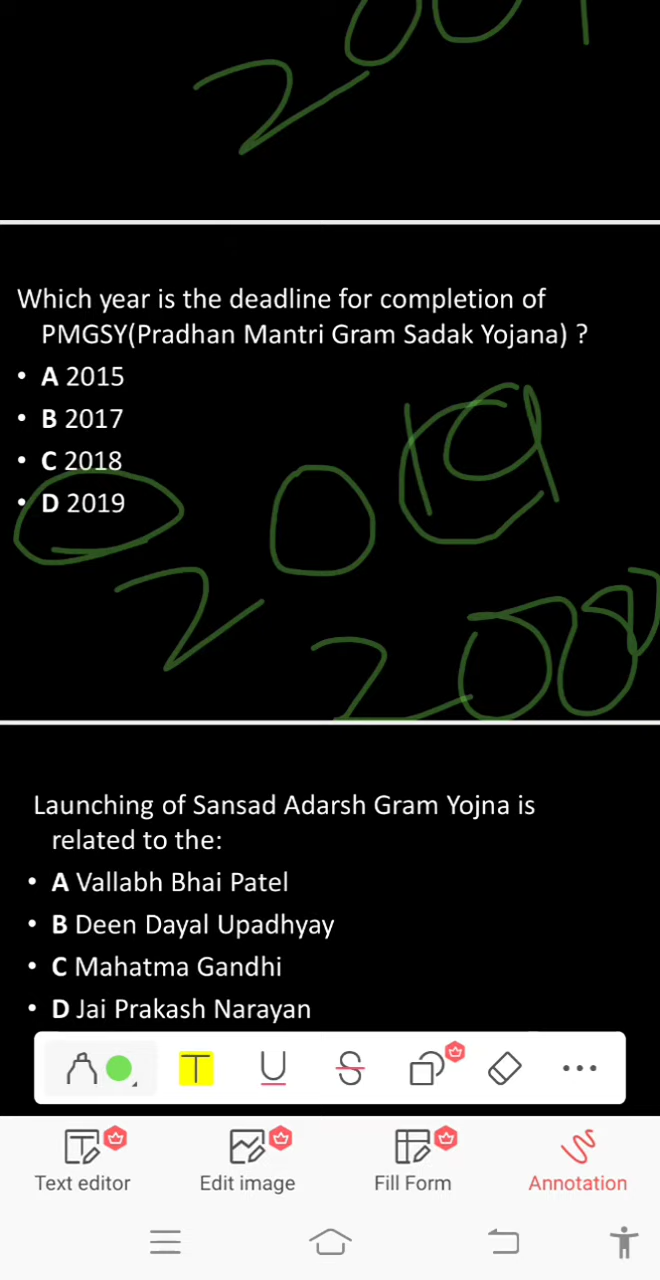 2001
Which year is the deadline for completion of
PMGSY(Pradhan Mantri Gram Sadak Yojana) ?
• A 2015
• B 2017
• C 2018
• D 2019
2019
200
Launching of Sansad Adarsh Gram Yojna is
related to the:
• A Vallabh Bhai Patel
• B Deen Dayal Upadhyay
• C Mahatma Gandhi
• D Jai Prakash Narayan
T U S
Text editor Edit image Fill Form Annotation